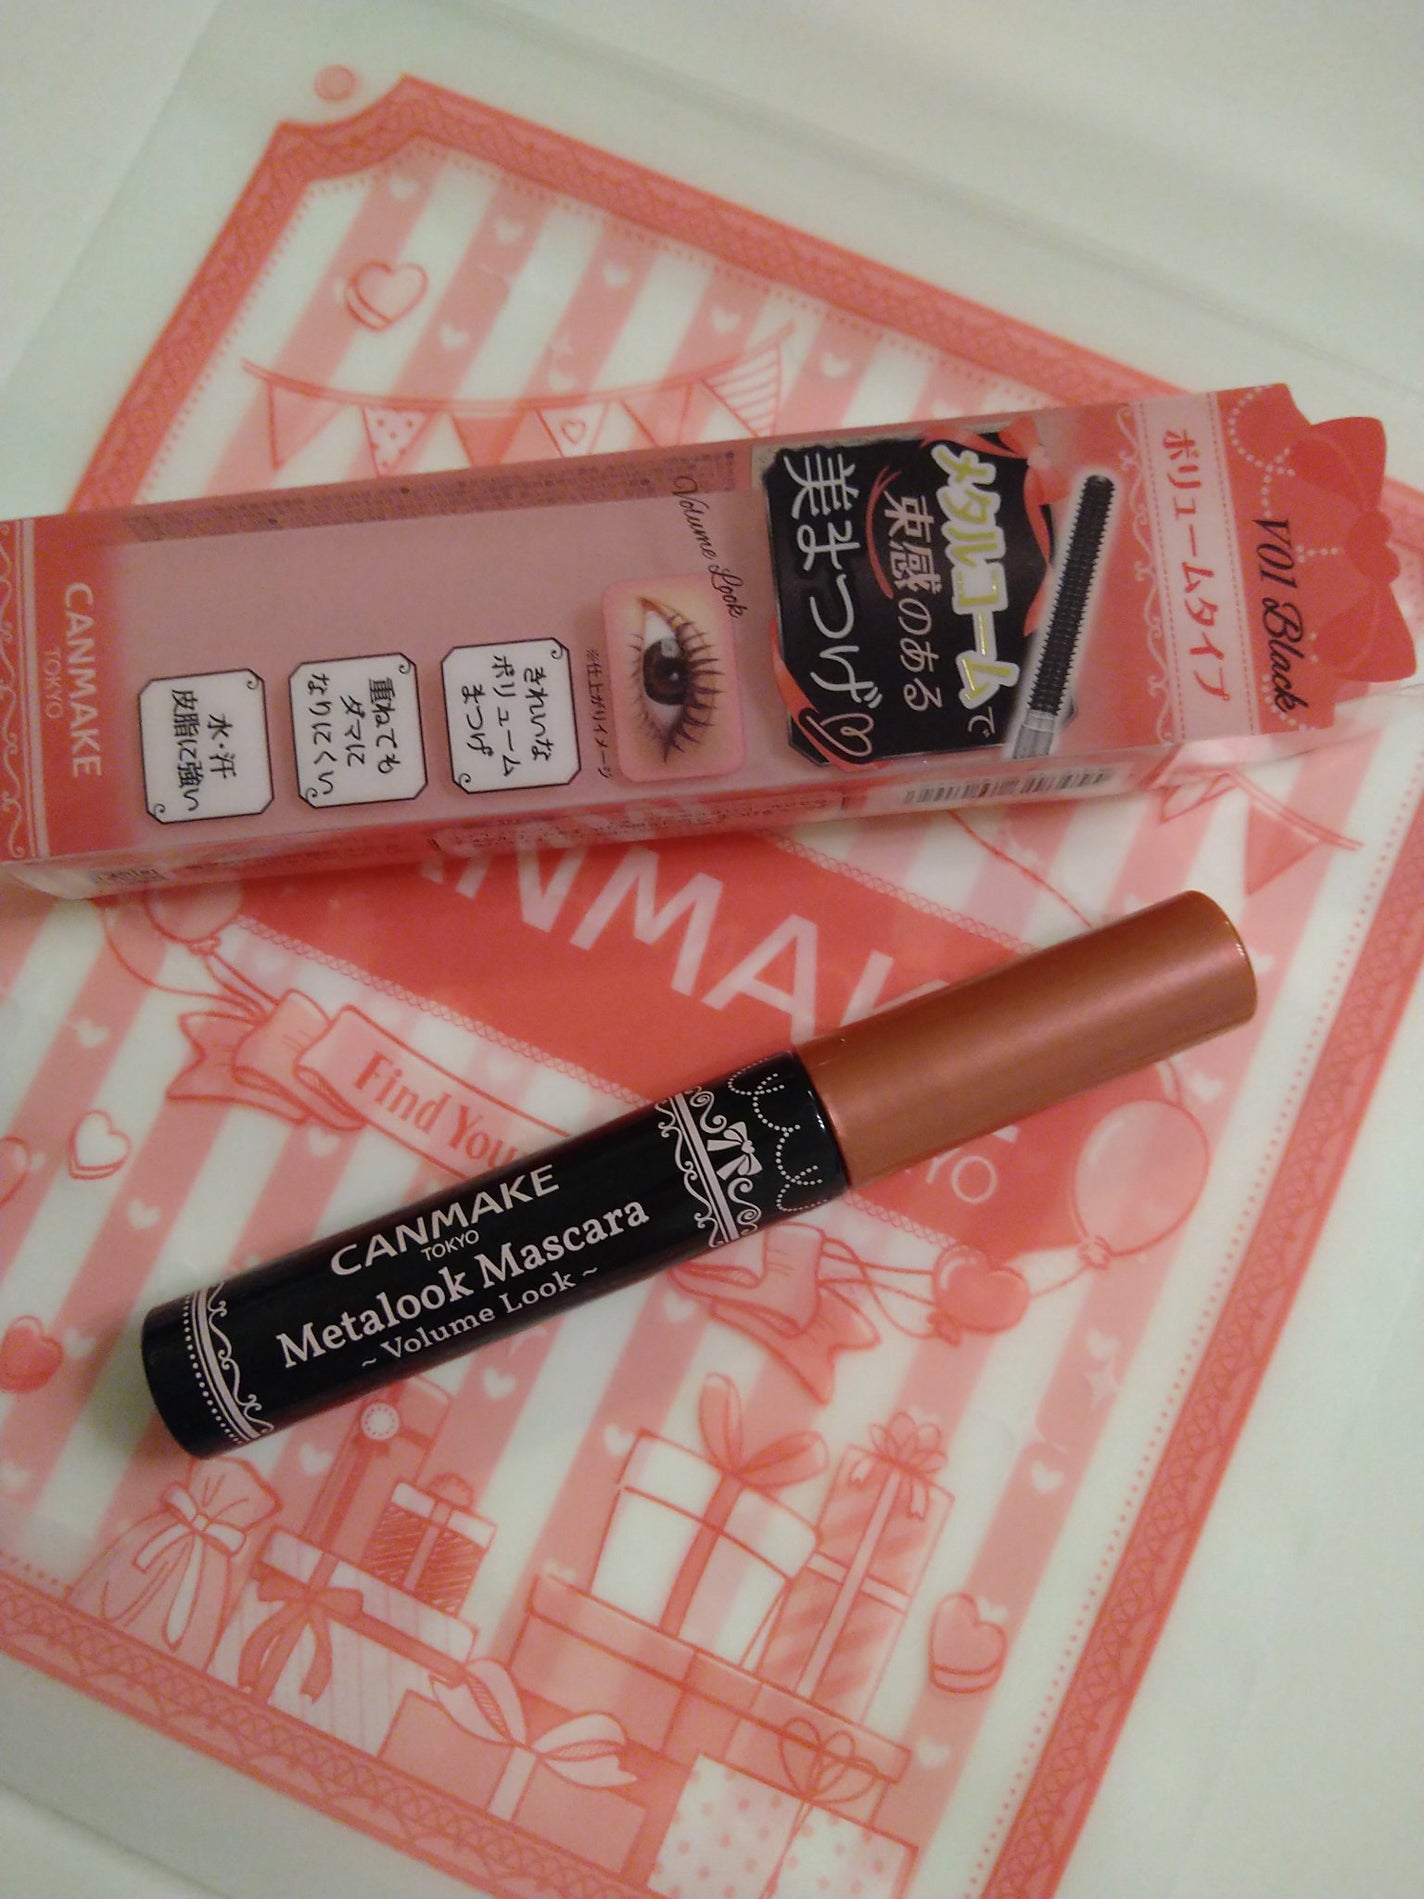 V01 Black
ボリュームタイプ
メタルコームで
束感のある
美まつげ
Volume Look
※仕上がりイメージ
きれいな
ボリューム
まつげ
重ねても
ダマに
なりにくい
水・汗
皮脂に強い
CANMAKE
TOKYO
Find Your
CANMAKE
TOKYO
Metalook Mascara
~ Volume Look ~